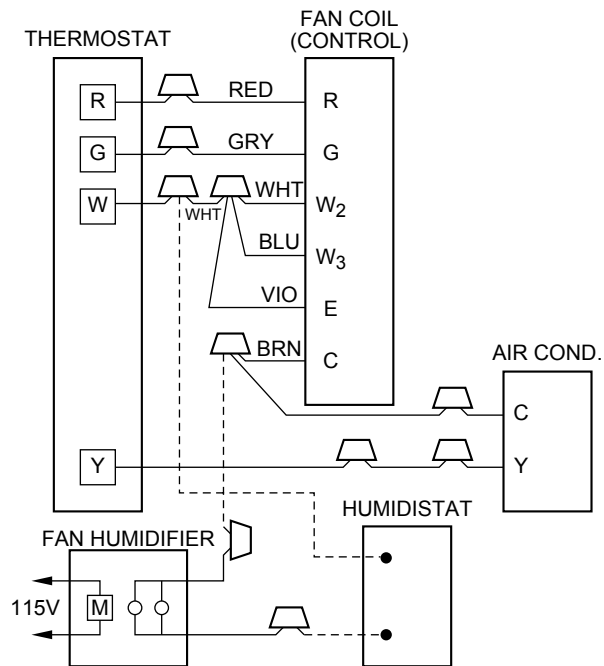 FAN COIL
(CONTROL)
THERMOSTAT
R RED R
G GRY G
W WHT WHT W2
BLU W3
VIO E
BRN C
AIR COND.
C
Y Y
HUMIDISTAT
FAN HUMIDIFIER
115V M